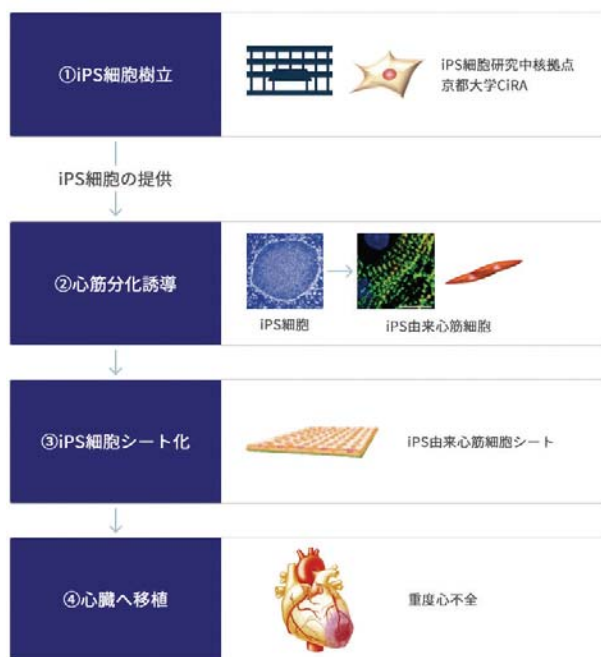 ①iPS細胞樹立
iPS細胞研究中核拠点
京都大学CiRA
iPS細胞の提供
②心筋分化誘導
iPS細胞
iPS由来心筋細胞
③iPS細胞シート化
iPS由来心筋細胞シート
④心臓へ移植
重度心不全